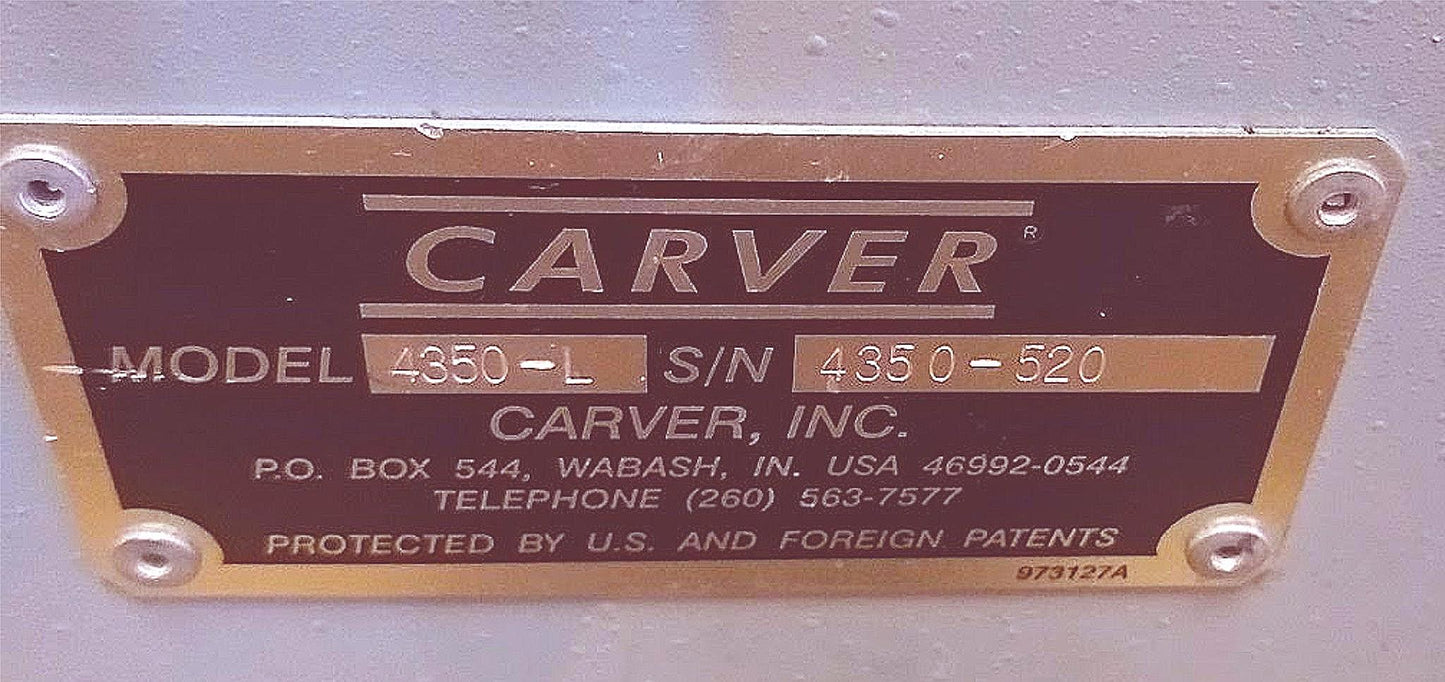 CARVER®
MODEL 4350-L S/N 4350-520
CARVER, INC.
P.O. BOX 544, WABASH, IN. USA 46992-0544
TELEPHONE (260) 563-7577
PROTECTED BY U.S. AND FOREIGN PATENTS
973127A